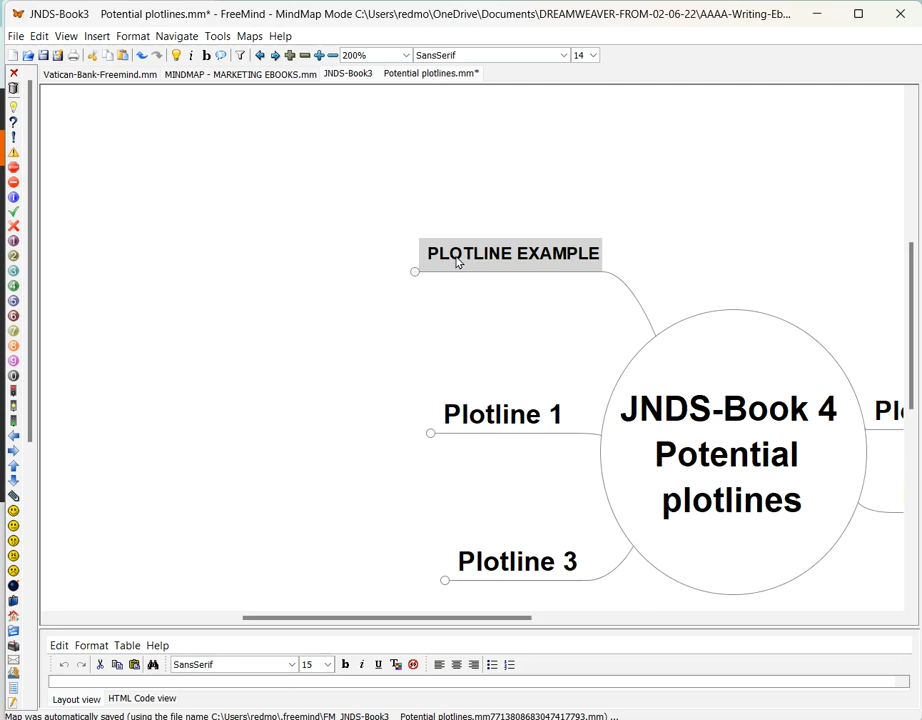 JNDS-Book3    Potential plotlines.mm* - FreeMind - MindMap Mode C:\Users\redmo\OneDrive\Documents\DREAMWEAVER-FROM-02-06-22\AAAA-Writing-Eb...
File Edit View Insert Format Navigate Tools Maps Help
200% SansSerif 14
Vatican-Bank-Freemind.mm MINDMAP - MARKETING EBOOKS.mm JNDS-Book3    Potential plotlines.mm*
PLOTLINE EXAMPLE
Plotline 1
JNDS-Book 4
Potential
plotlines
Plotline 3
Edit Format Table Help
SansSerif 15
Layout view HTML Code view
Map was automatically saved (using the file name C:\Users\redmo\.freemind\FM_JNDS-Book3    Potential plotlines.mm7713808683047417793.mm) ...